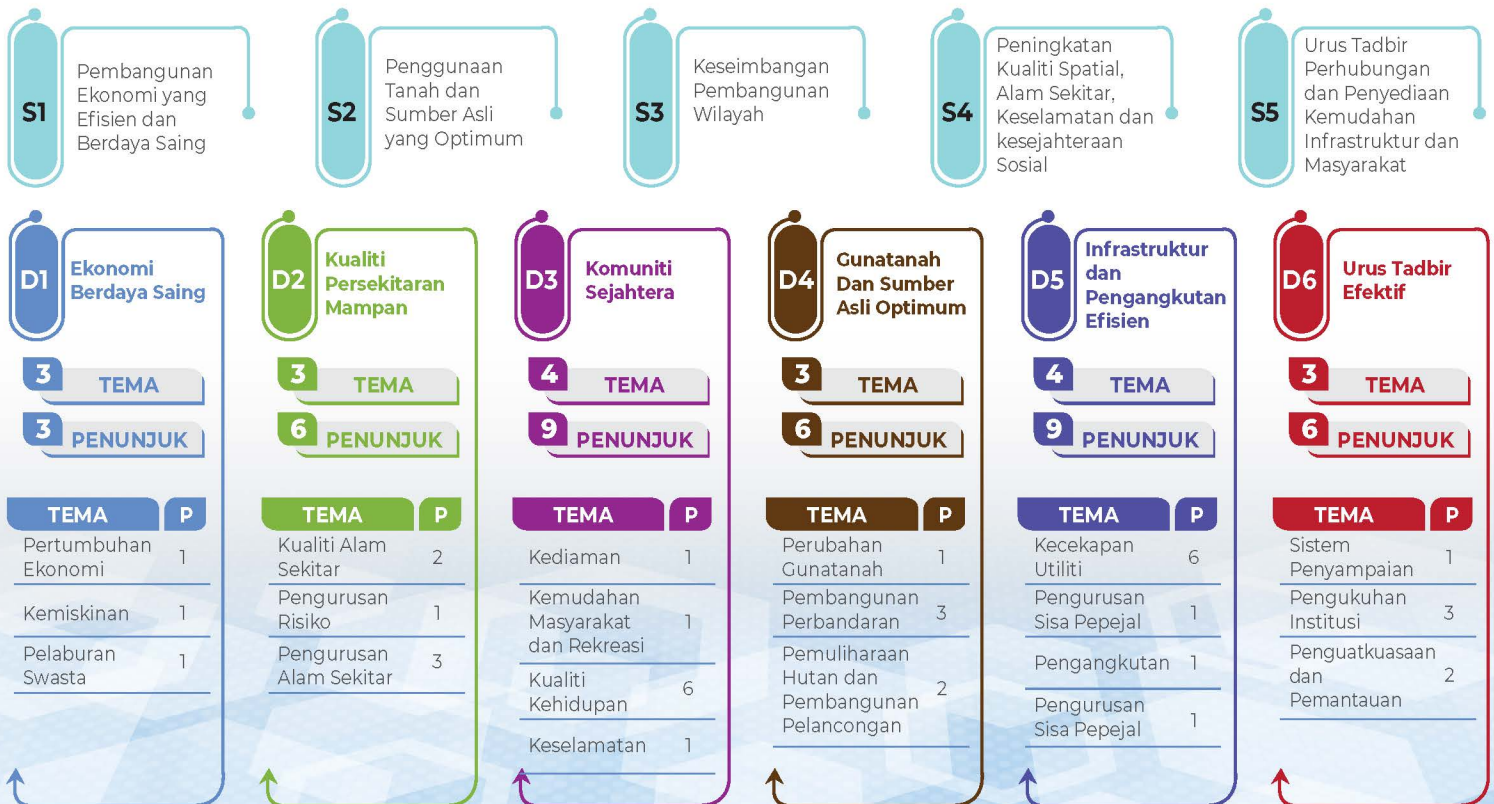 S1
Pembangunan
Ekonomi yang
Efisien dan
Berdaya Saing
S2
Penggunaan
Tanah dan
Sumber Asli
yang Optimum
S3
Keseimbangan
Pembangunan
Wilayah
S4
Peningkatan
Kualiti Spatial,
Alam Sekitar,
Keselamatan dan
kesejahteraan
Sosial
S5
Urus Tadbir
Perhubungan
dan Penyediaan
Kemudahan
Infrastruktur dan
Masyarakat
D1
Ekonomi
Berdaya Saing
3 TEMA
3 PENUNJUK
TEMA P
Pertumbuhan
Ekonomi 1
Kemiskinan 1
Pelaburan
Swasta 1
D2
Kualiti
Persekitaran
Mampan
3 TEMA
6 PENUNJUK
TEMA P
Kualiti Alam
Sekitar 2
Pengurusan
Risiko 1
Pengurusan
Alam Sekitar 3
D3
Komuniti
Sejahtera
4 TEMA
9 PENUNJUK
TEMA P
Kediaman 1
Kemudahan
Masyarakat 1
dan Rekreasi
Kualiti
Kehidupan 6
Keselamatan 1
D4
Gunatanah
Dan Sumber
Asli Optimum
3 TEMA
6 PENUNJUK
TEMA P
Perubahan
Gunatanah 1
Pembangunan
Perbandaran 3
Pemuliharaan
Hutan dan
Pembangunan 2
Pelancongan
D5
Infrastruktur
dan
Pengangkutan
Efisien
4 TEMA
9 PENUNJUK
TEMA P
Kecekapan
Utiliti 6
Pengurusan
Sisa Pepejal 1
Pengangkutan 1
Pengurusan
Sisa Pepejal 1
D6
Urus Tadbir
Efektif
3 TEMA
6 PENUNJUK
TEMA P
Sistem
Penyampaian 1
Pengukuhan
Institusi 3
Penguatkuasaan
dan 2
Pemantauan